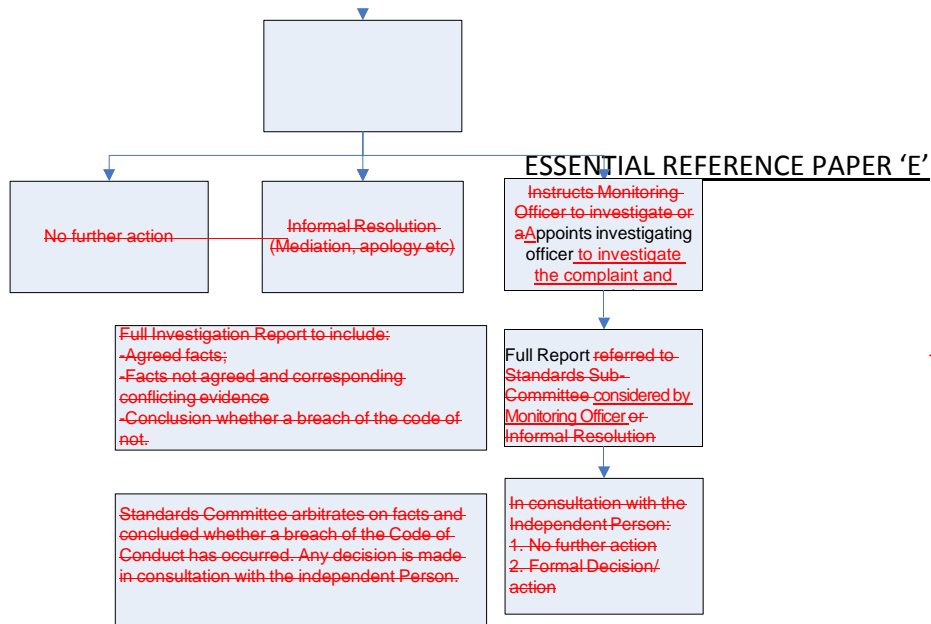 ESSENTIAL REFERENCE PAPER ‘E’
No further action
Informal Resolution
(Mediation, apology etc)
Instructs Monitoring
Officer to investigate or
aAppoints investigating
officer to investigate
the complaint and
Full Investigation Report to include:
-Agreed facts;
-Facts not agreed and corresponding
conflicting evidence
-Conclusion whether a breach of the code of
not.
Full Report referred to
Standards Sub-
Committee considered by
Monitoring Officer or
Informal Resolution
Standards Committee arbitrates on facts and
concluded whether a breach of the Code of
Conduct has occurred. Any decision is made
in consultation with the independent Person.
In consultation with the
Independent Person:
1. No further action
2. Formal Decision/
action